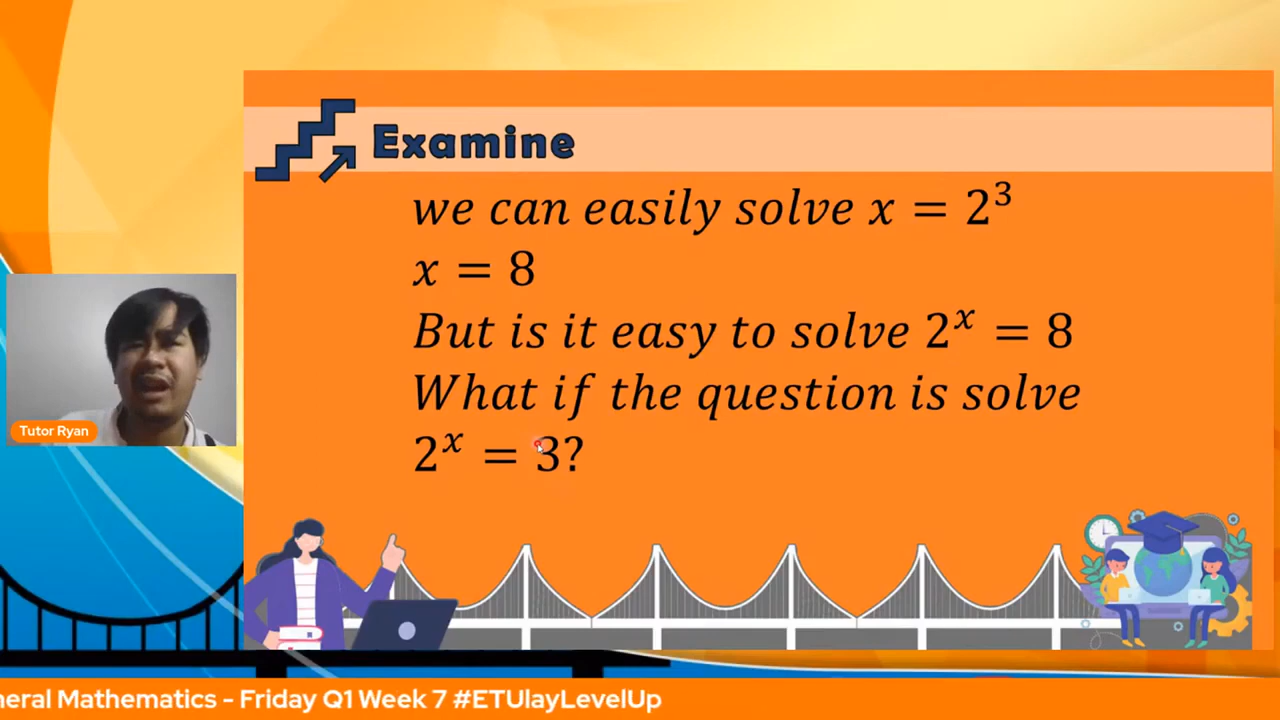 Examine
we can easily solve x = 2³
x = 8
But is it easy to solve 2ˣ = 8
What if the question is solve
2ˣ = 3?
Tutor Ryan
neral Mathematics - Friday Q1 Week 7 #ETUlayLevelUp